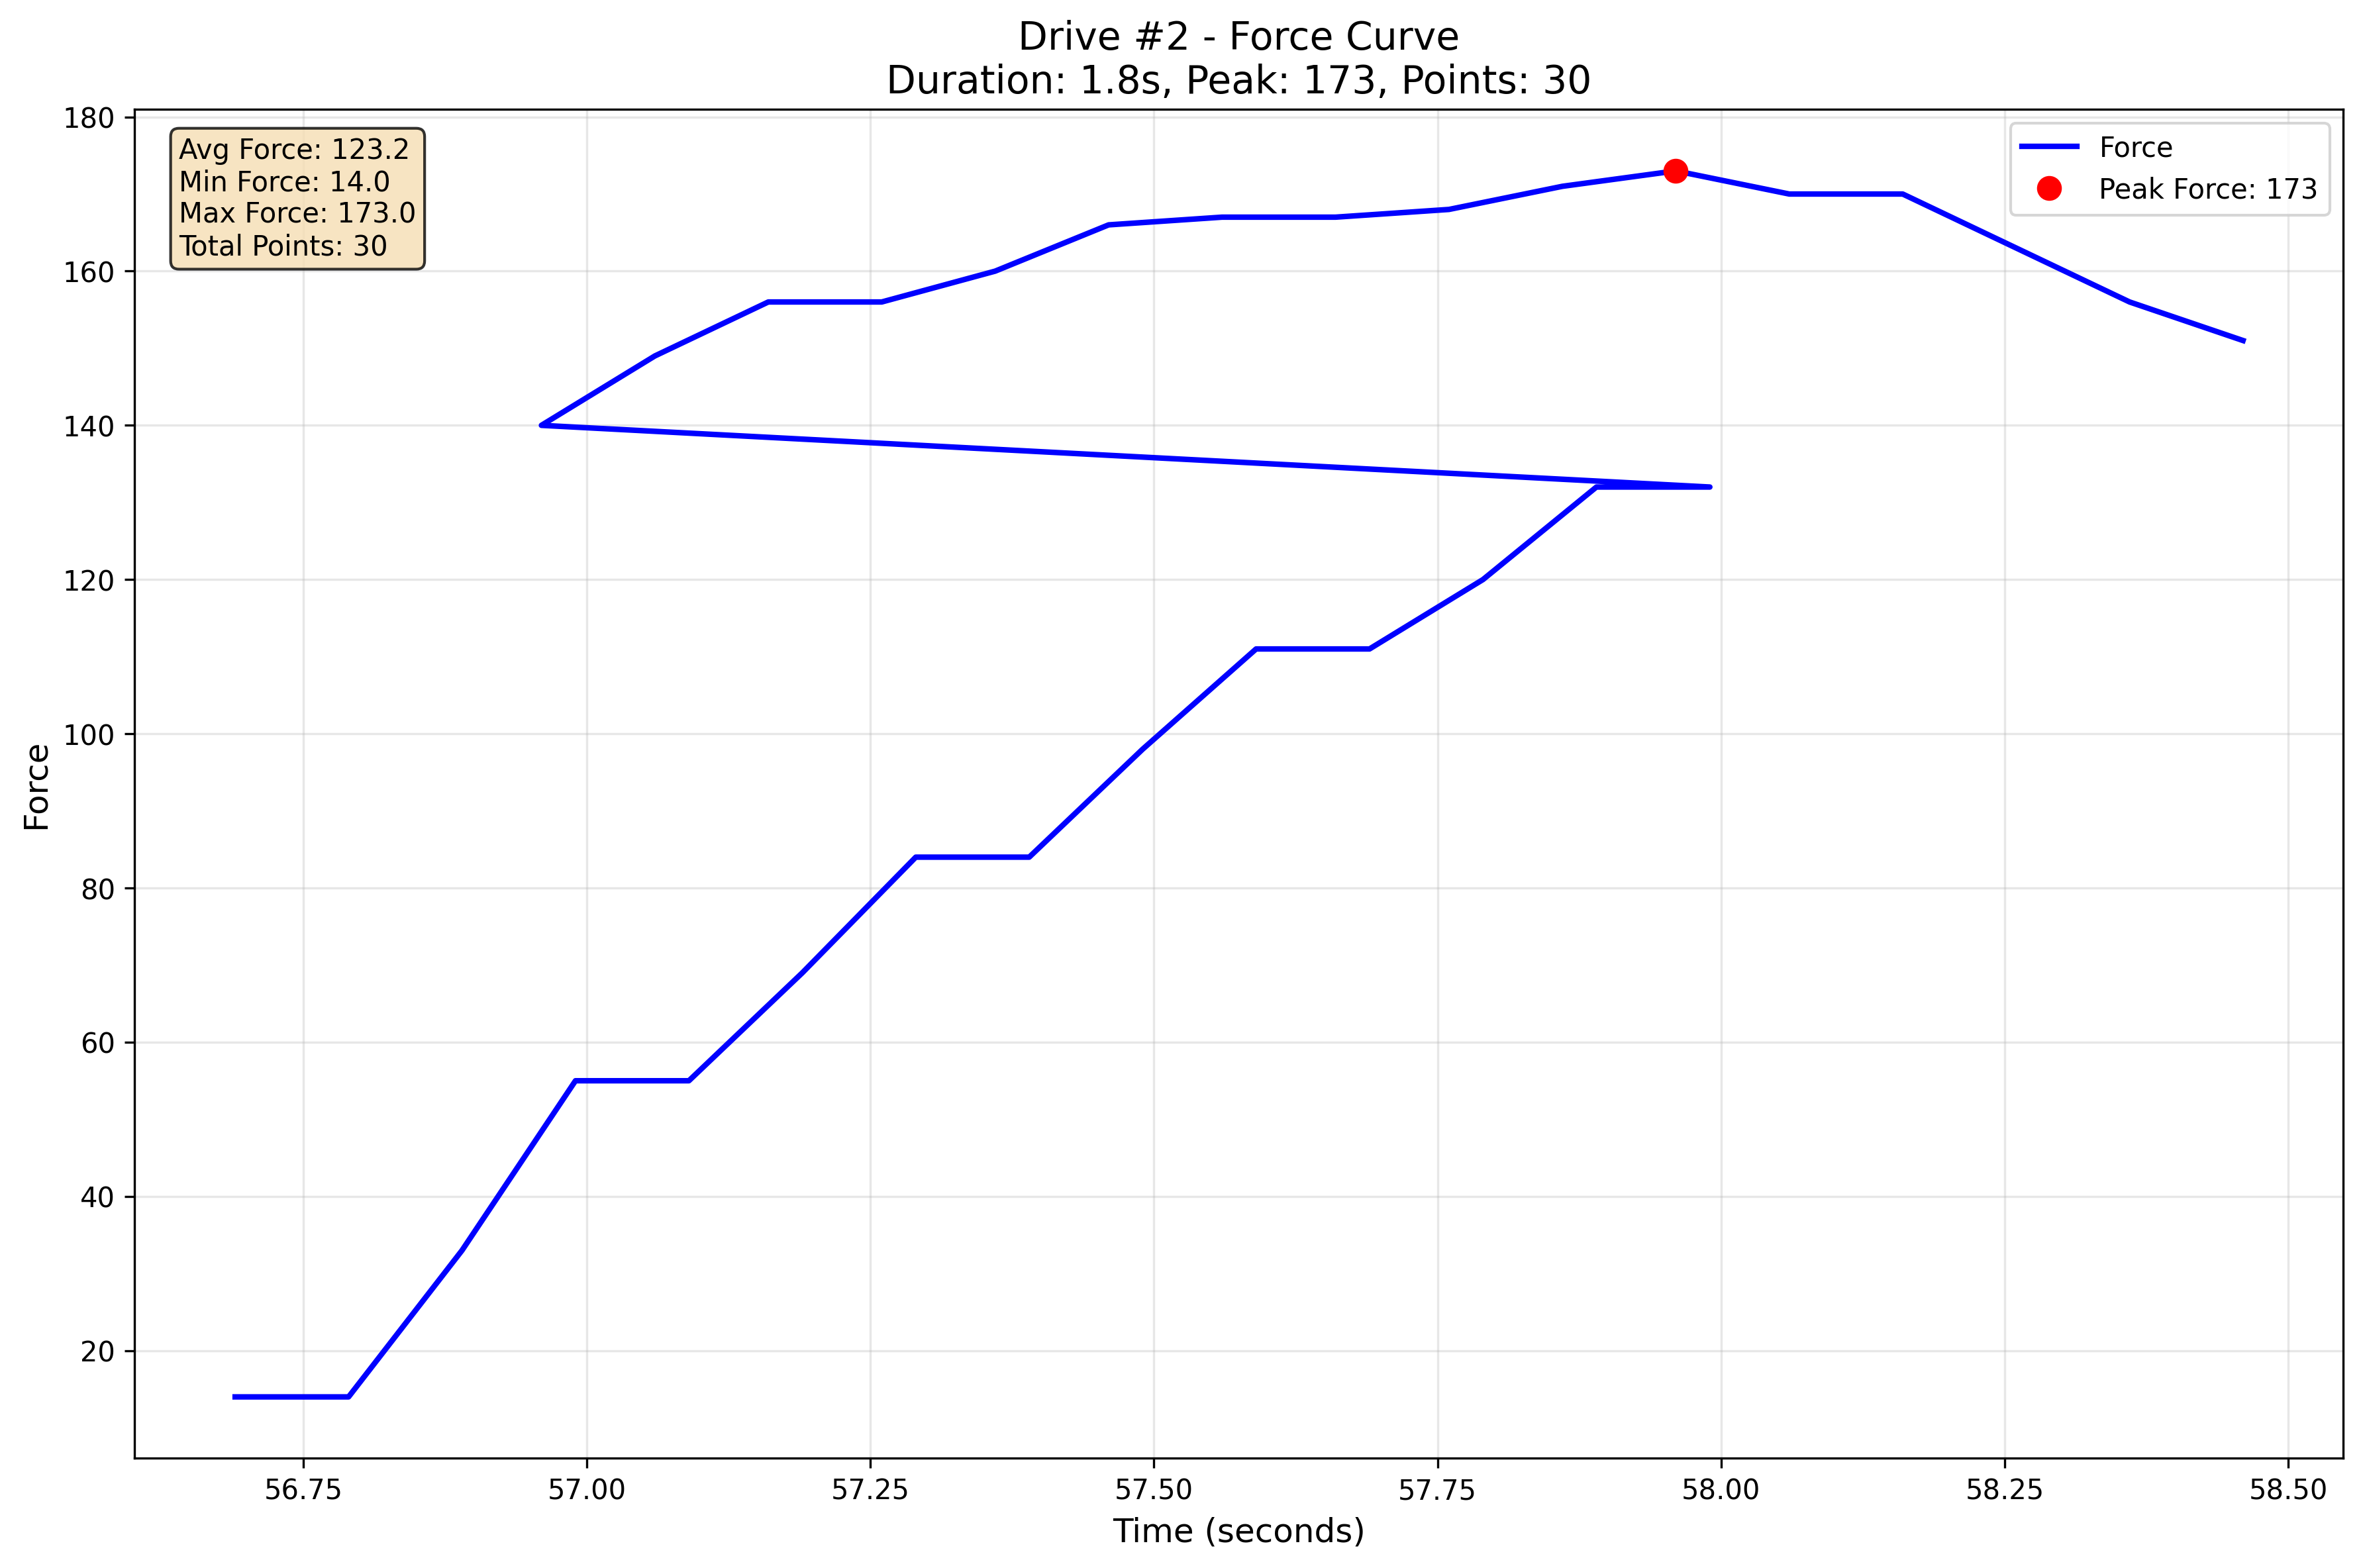 Drive #2 - Force Curve
Duration: 1.8s, Peak: 173, Points: 30
Avg Force: 123.2
Min Force: 14.0
Max Force: 173.0
Total Points: 30
Force
Peak Force: 173
180
160
140
120
100
80
60
40
20
Force
56.75
57.00
57.25
57.50
57.75
58.00
58.25
58.50
Time (seconds)